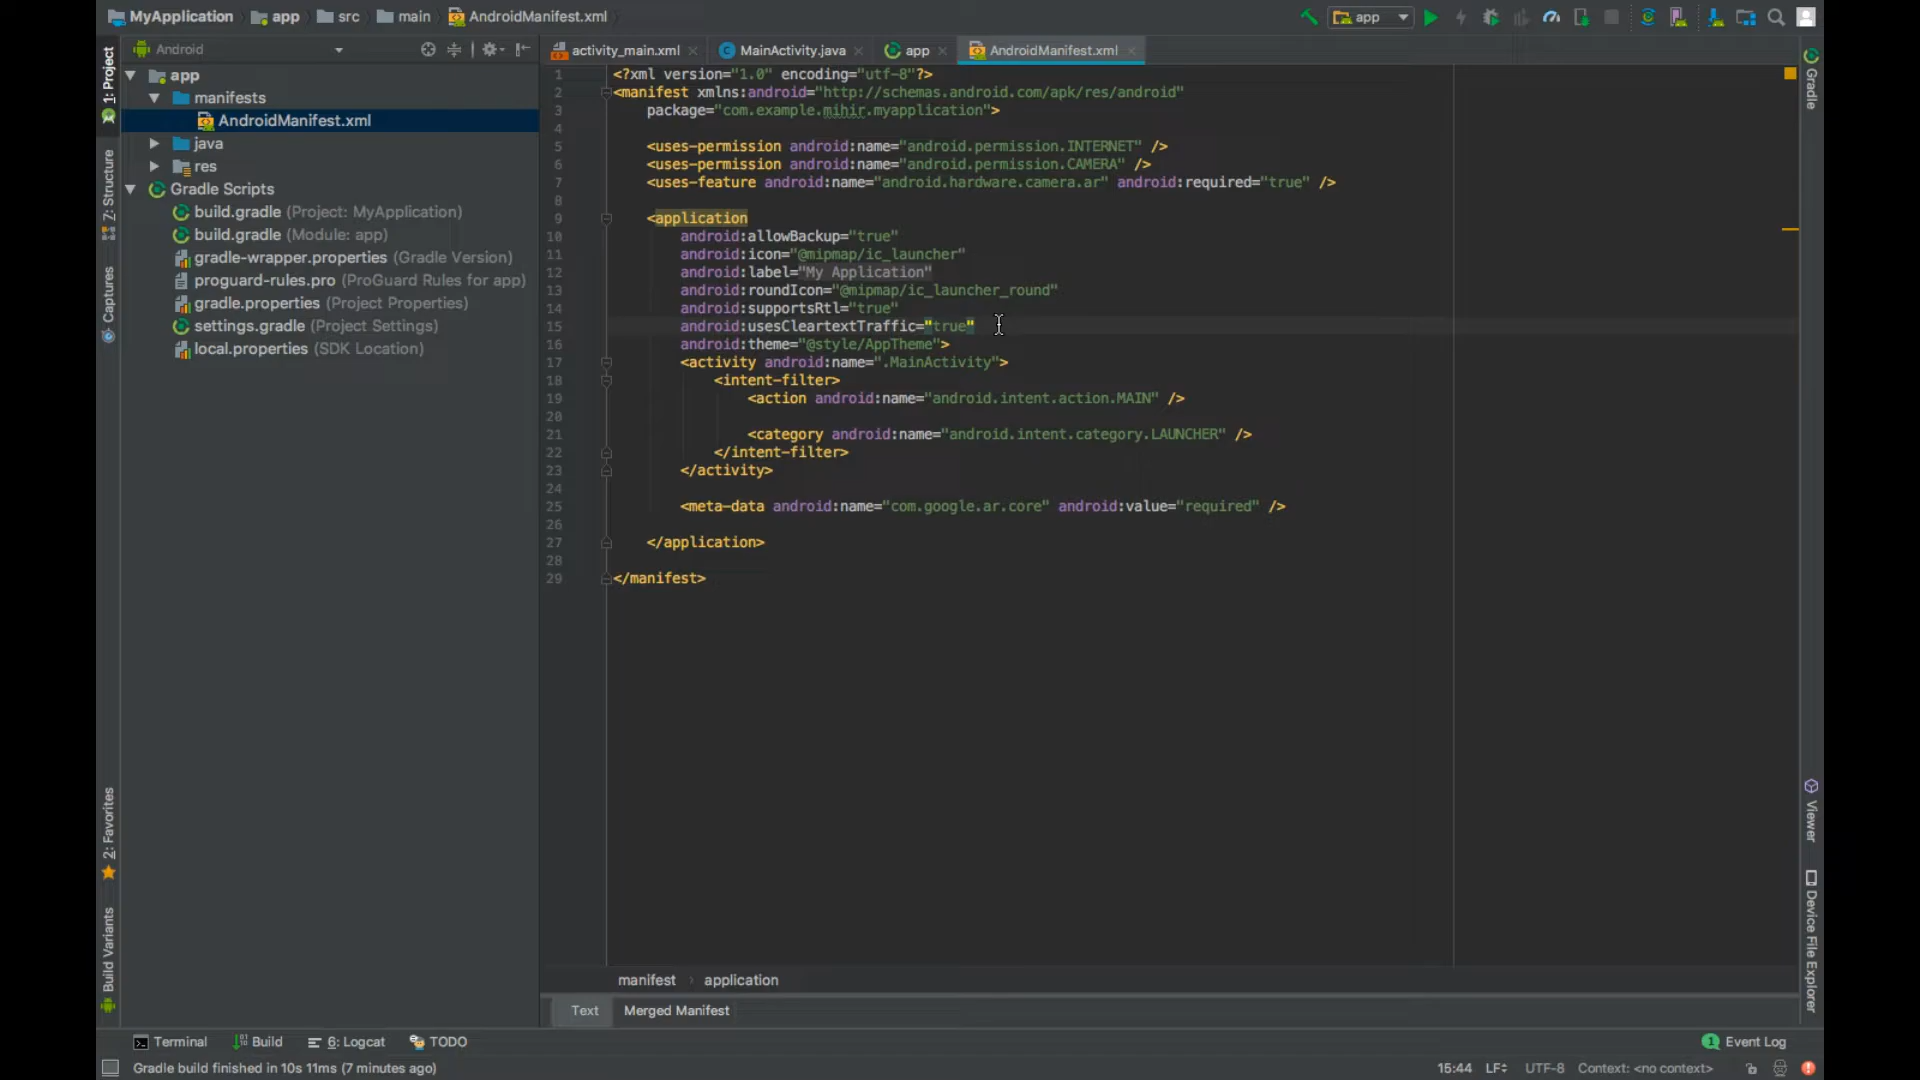 MyApplication app src main AndroidManifest.xml
app
1: Project
Android
activity_main.xml
MainActivity.java
app
AndroidManifest.xml
Gradle
app
manifests
AndroidManifest.xml
java
res
Gradle Scripts
build.gradle (Project: MyApplication)
build.gradle (Module: app)
gradle-wrapper.properties (Gradle Version)
proguard-rules.pro (ProGuard Rules for app)
gradle.properties (Project Properties)
settings.gradle (Project Settings)
local.properties (SDK Location)
7: Structure
Captures
2: Favorites
Build Variants
1 <?xml version="1.0" encoding="utf-8"?>
2 <manifest xmlns:android="http://schemas.android.com/apk/res/android"
3 package="com.example.mihir.myapplication">
4
5 <uses-permission android:name="android.permission.INTERNET" />
6 <uses-permission android:name="android.permission.CAMERA" />
7 <uses-feature android:name="android.hardware.camera.ar" android:required="true" />
8
9 <application
10 android:allowBackup="true"
11 android:icon="@mipmap/ic_launcher"
12 android:label="My Application"
13 android:roundIcon="@mipmap/ic_launcher_round"
14 android:supportsRtl="true"
15 android:usesCleartextTraffic="true"
16 android:theme="@style/AppTheme">
17 <activity android:name=".MainActivity">
18 <intent-filter>
19 <action android:name="android.intent.action.MAIN" />
20
21 <category android:name="android.intent.category.LAUNCHER" />
22 </intent-filter>
23 </activity>
24
25 <meta-data android:name="com.google.ar.core" android:value="required" />
26
27 </application>
28
29 </manifest>
Viewer
Device File Explorer
manifest › application
Text Merged Manifest
Terminal Build 6: Logcat TODO
1 Event Log
Gradle build finished in 10s 11ms (7 minutes ago)
15:44 LF÷ UTF-8 Context: <no context>